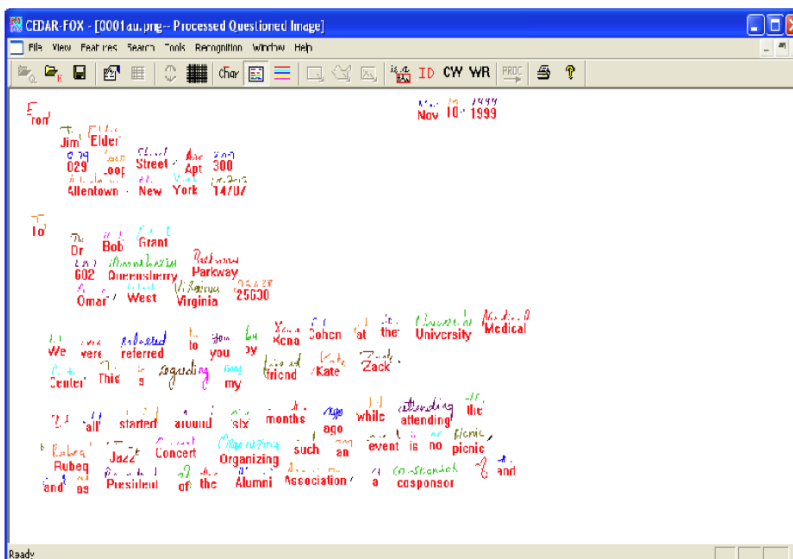 CEDAR-FOX - [0001au.png-- Processed Questioned Image]
File View Features Search Tools Recognition Window Help
char ID CW WR PROC
From Nov 10 1999
Jim Elder
029 Loop Street Apt 300
Allentown New York 14707
To
Dr Bob Grant
602 Queensberry Parkway
Omar West Virginia 25638
We were referred to you by Xena Cohen at the University Medical
Center This is regarding my friend Kate Zack
all started around six months ago while attending the
Rubeq Jazz Concert Organizing such an event is no picnic
and as President of the Alumni Association a cosponsor of and
Ready